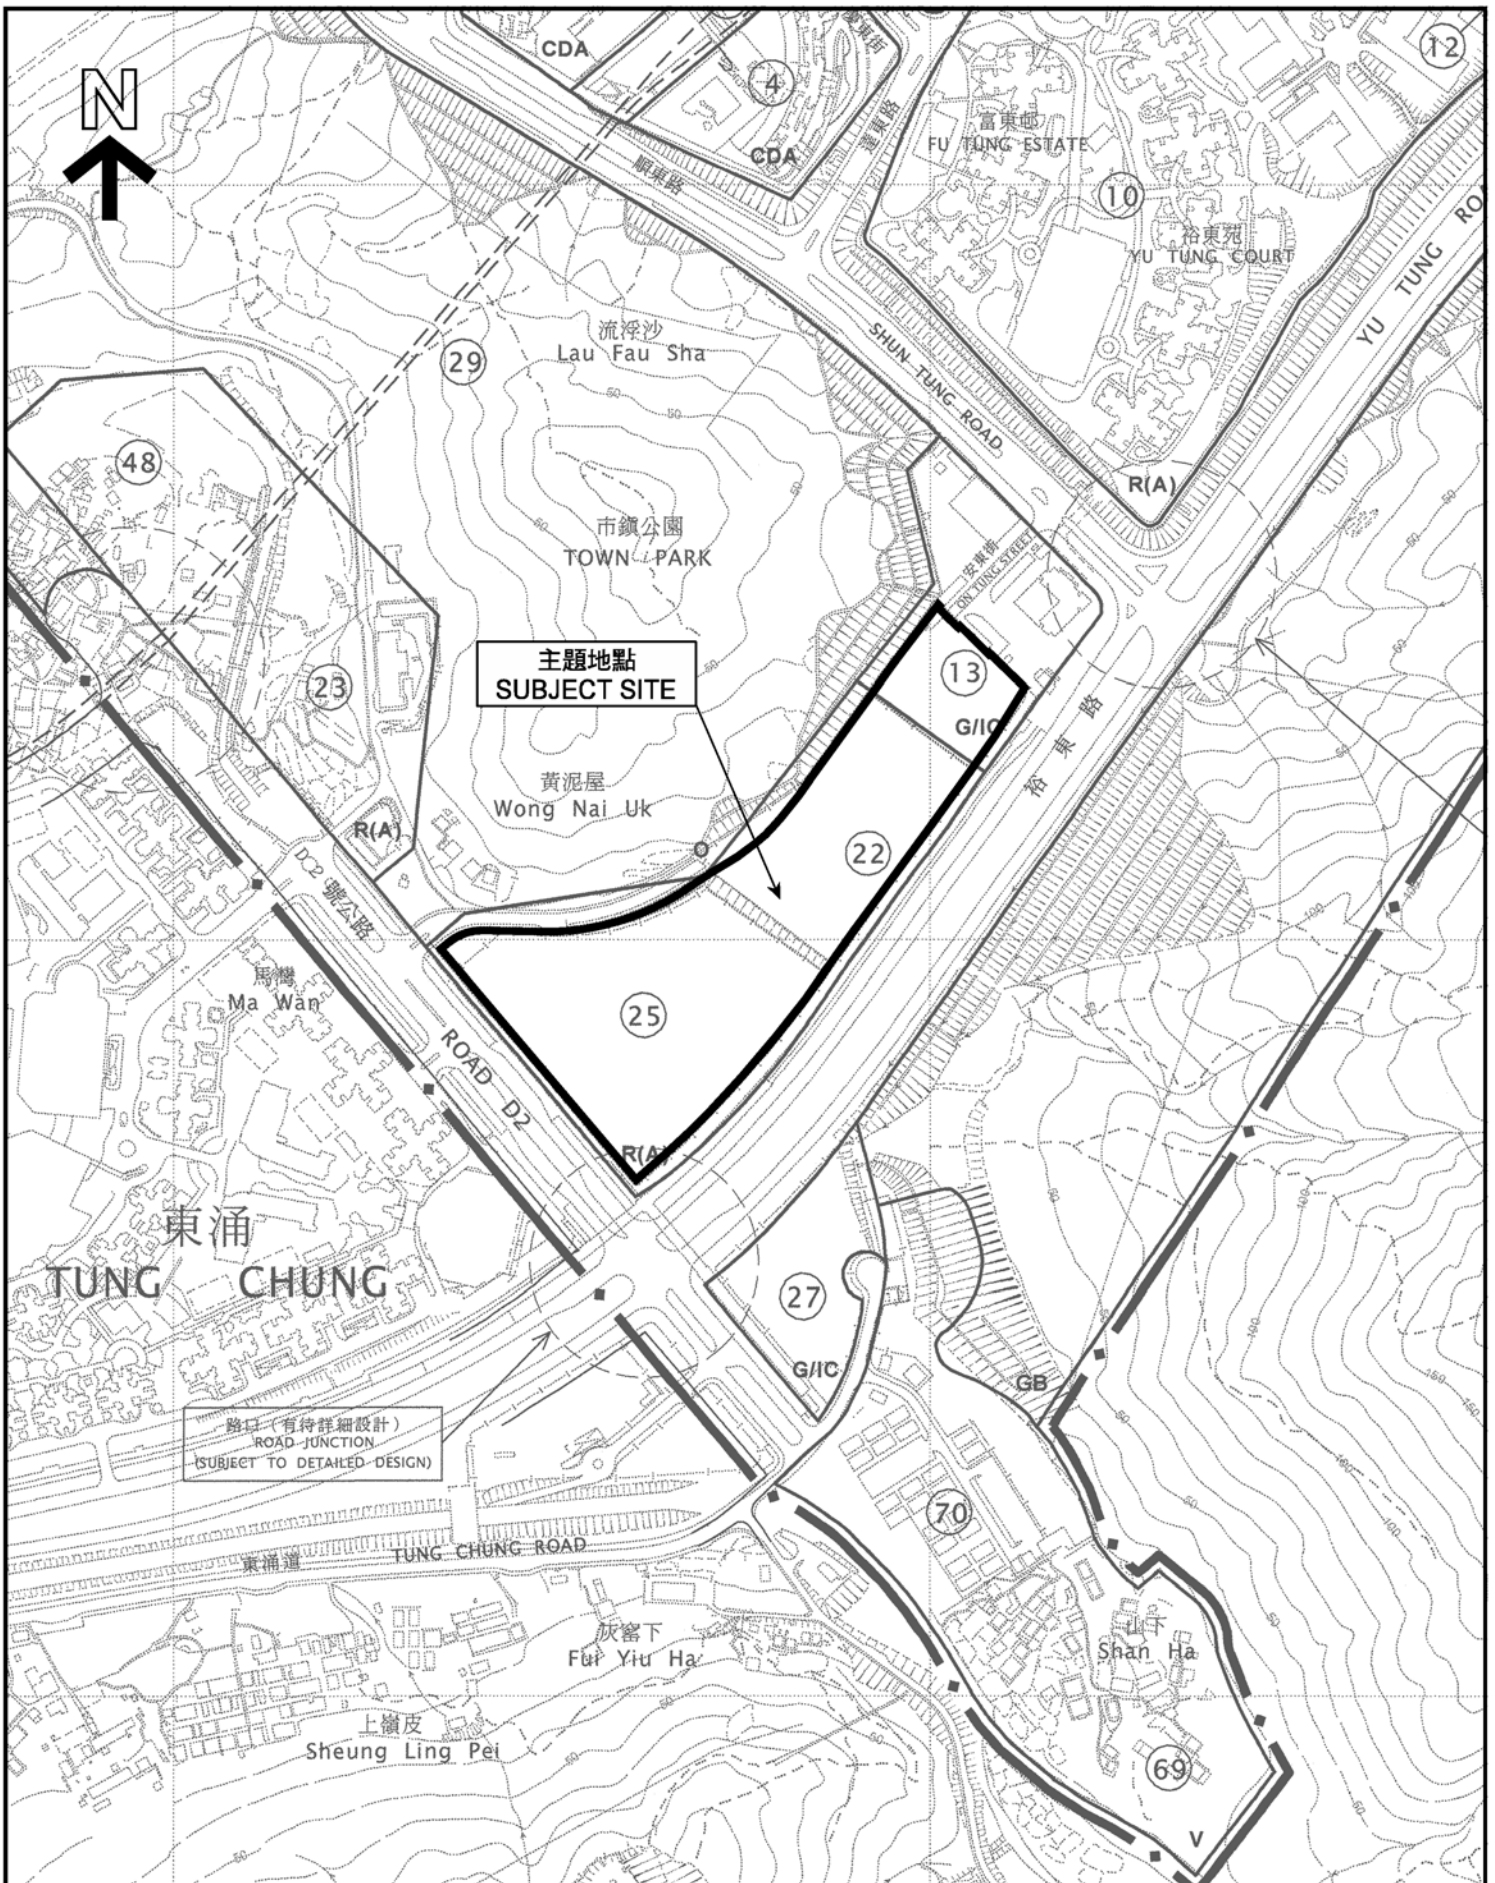 CDA
4
CDA
順東路
達東路
12
富東邨
FU TUNG ESTATE
10
裕東苑
YU TUNG COURT
YU TUNG
N
29
流浮沙
Lau Fau Sha
SHUN TUNG ROAD
R(A)
48
市鎮公園
TOWN PARK
安東街
ON TUNG STREET
主題地點
SUBJECT SITE
13
G/IC
23
裕東路
黃泥屋
Wong Nai Uk
R(A)
22
D2 號公路
馬灣
Ma Wan
25
ROAD D2
R(A)
東涌
TUNG CHUNG
27
G/IC
GB
路口 (有待詳細設計)
ROAD JUNCTION
(SUBJECT TO DETAILED DESIGN)
70
東涌道
TUNG CHUNG ROAD
灰窰下
Fui Yiu Ha
山下
Shan Ha
上嶺皮
Sheung Ling Pei
69
V